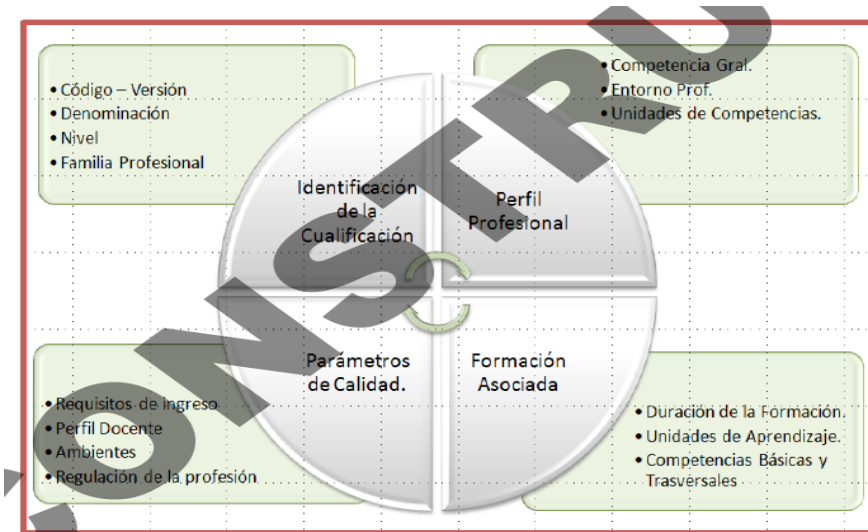 • Código – Versión
• Denominación
• Nivel
• Familia Profesional
• Competencia Gral.
• Entorno Prof.
• Unidades de Competencias.
Identificación
de la
Cualificación
Perfil
Profesional
Parámetros
de Calidad.
Formación
Asociada
• Requisitos de ingreso
• Perfil Docente
• Ambientes
• Regulación de la profesión
• Duración de la Formación.
• Unidades de Aprendizaje.
• Competencias Básicas y
Trasversales
ONSTRU